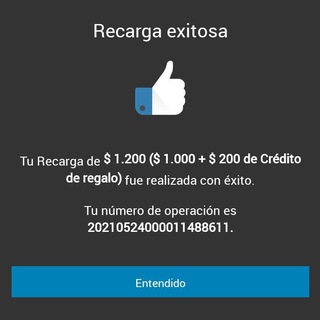 Recarga exitosa
Tu Recarga de $ 1.200 ($ 1.000 + $ 200 de Crédito
de regalo) fue realizada con éxito.
Tu número de operación es
20210524000011488611.
Entendido